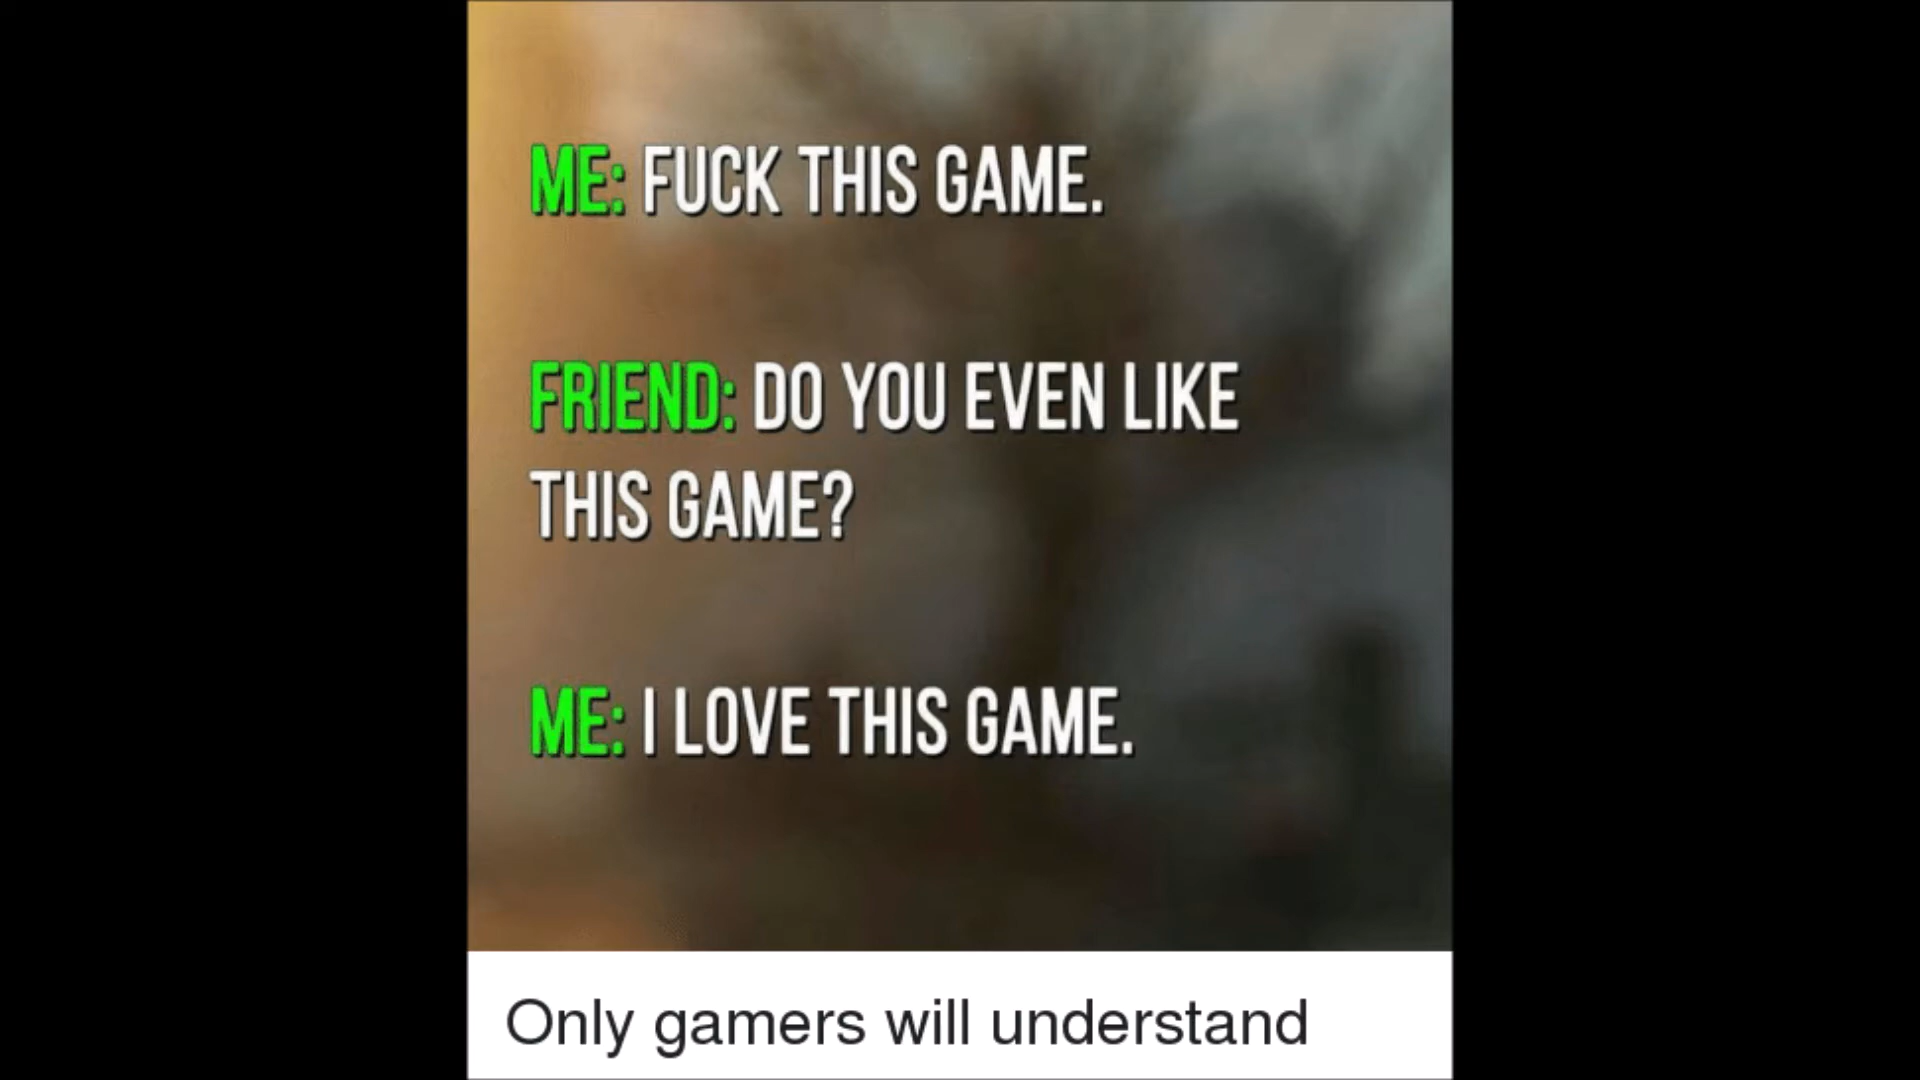 ME: FUCK THIS GAME.
FRIEND: DO YOU EVEN LIKE
THIS GAME?
ME: I LOVE THIS GAME.
Only gamers will understand